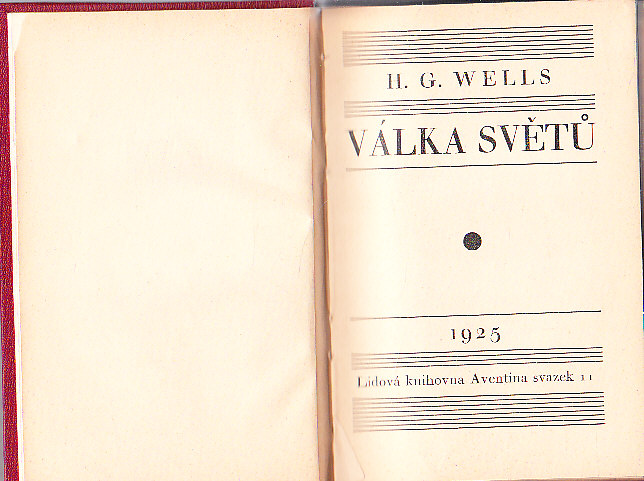 H. G. WELLS
VÁLKA SVĚTŮ
1925
Lidová knihovna Aventina svazek 11